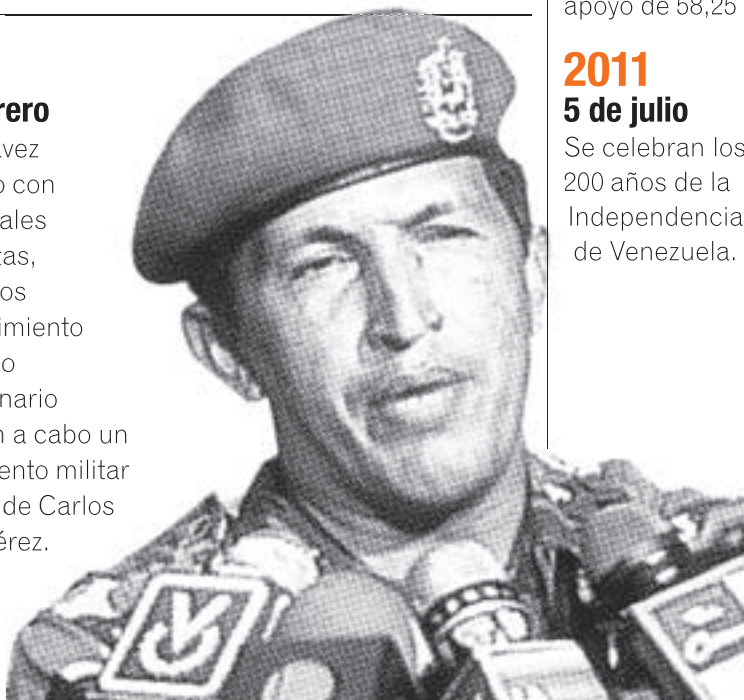 rero
vez
o con
ales
tas,
os
imiento
o
nario
n a cabo un
ento militar
de Carlos
érez.
apoyo de 58,25
2011
5 de julio
Se celebran los
200 años de la
Independencia
de Venezuela.